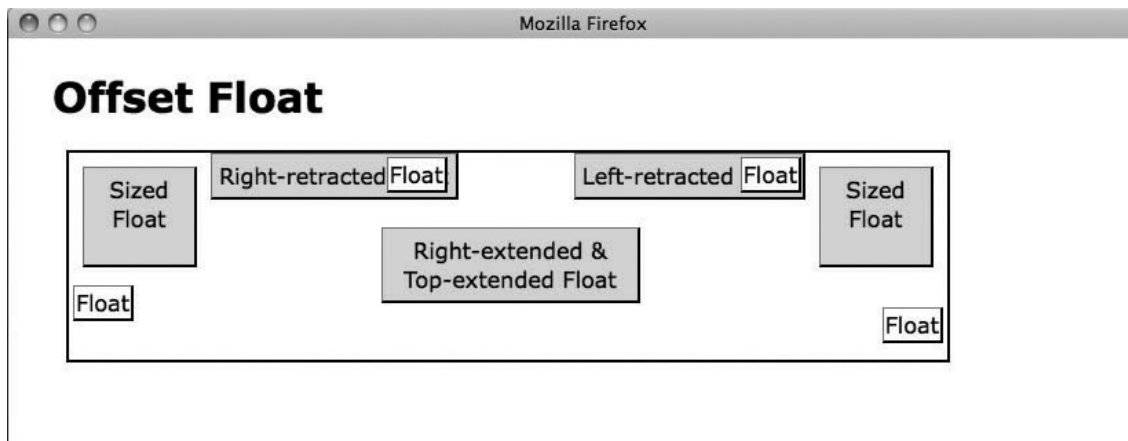 Mozilla Firefox
Offset Float
Sized
Float
Right-retracted Float
Left-retracted Float
Sized
Float
Right-extended &
Top-extended Float
Float
Float